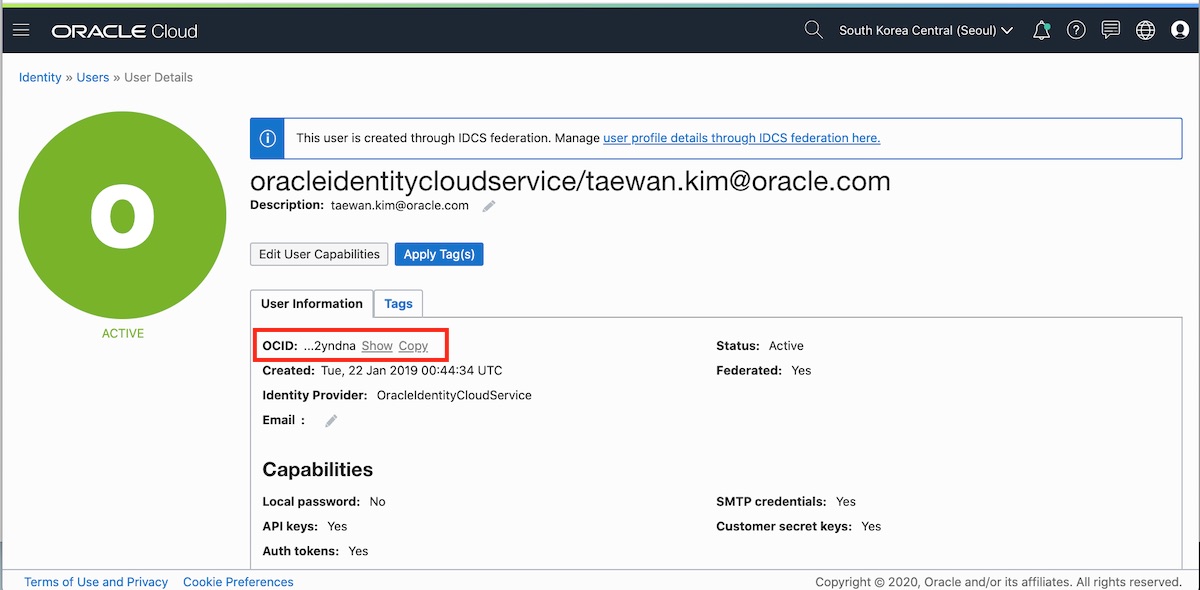 ORACLE Cloud
South Korea Central (Seoul)
Identity » Users » User Details
This user is created through IDCS federation. Manage user profile details through IDCS federation here.
O
oracleidentitycloudservice/taewan.kim@oracle.com
Description: taewan.kim@oracle.com
Edit User Capabilities Apply Tag(s)
User Information Tags
ACTIVE
OCID: ...2yndna Show Copy Status: Active
Created: Tue, 22 Jan 2019 00:44:34 UTC Federated: Yes
Identity Provider: OracleIdentityCloudService
Email :
Capabilities
Local password: No SMTP credentials: Yes
API keys: Yes Customer secret keys: Yes
Auth tokens: Yes
Terms of Use and Privacy Cookie Preferences Copyright © 2020, Oracle and/or its affiliates. All rights reserved.